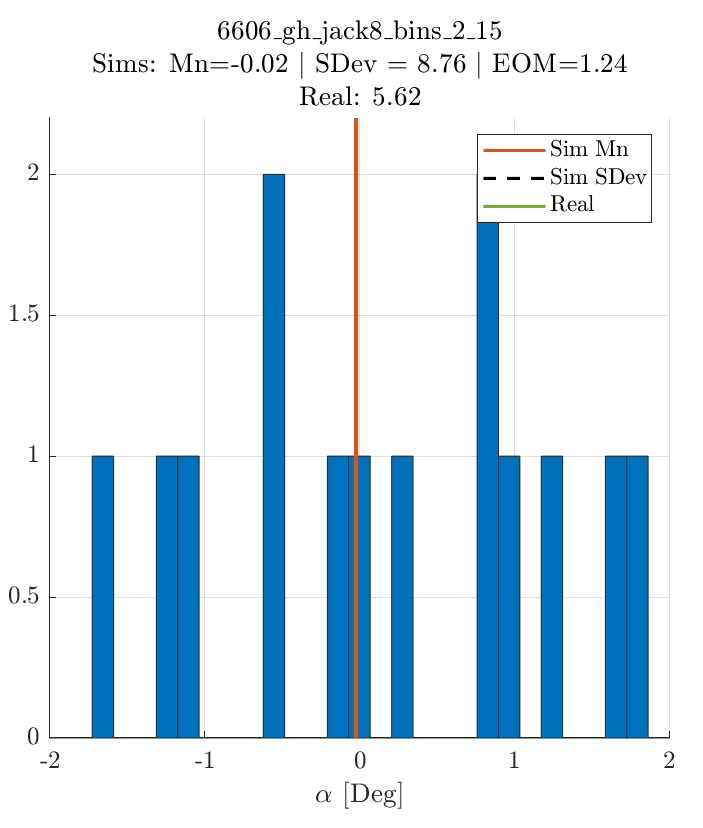 6606_gh_jack8_bins_2_15
Sims: Mn=-0.02 | SDev = 8.76 | EOM=1.24
Real: 5.62
Sim Mn
Sim SDev
Real
2
1.5
1
0.5
0
-2
-1
0
1
2
α [Deg]